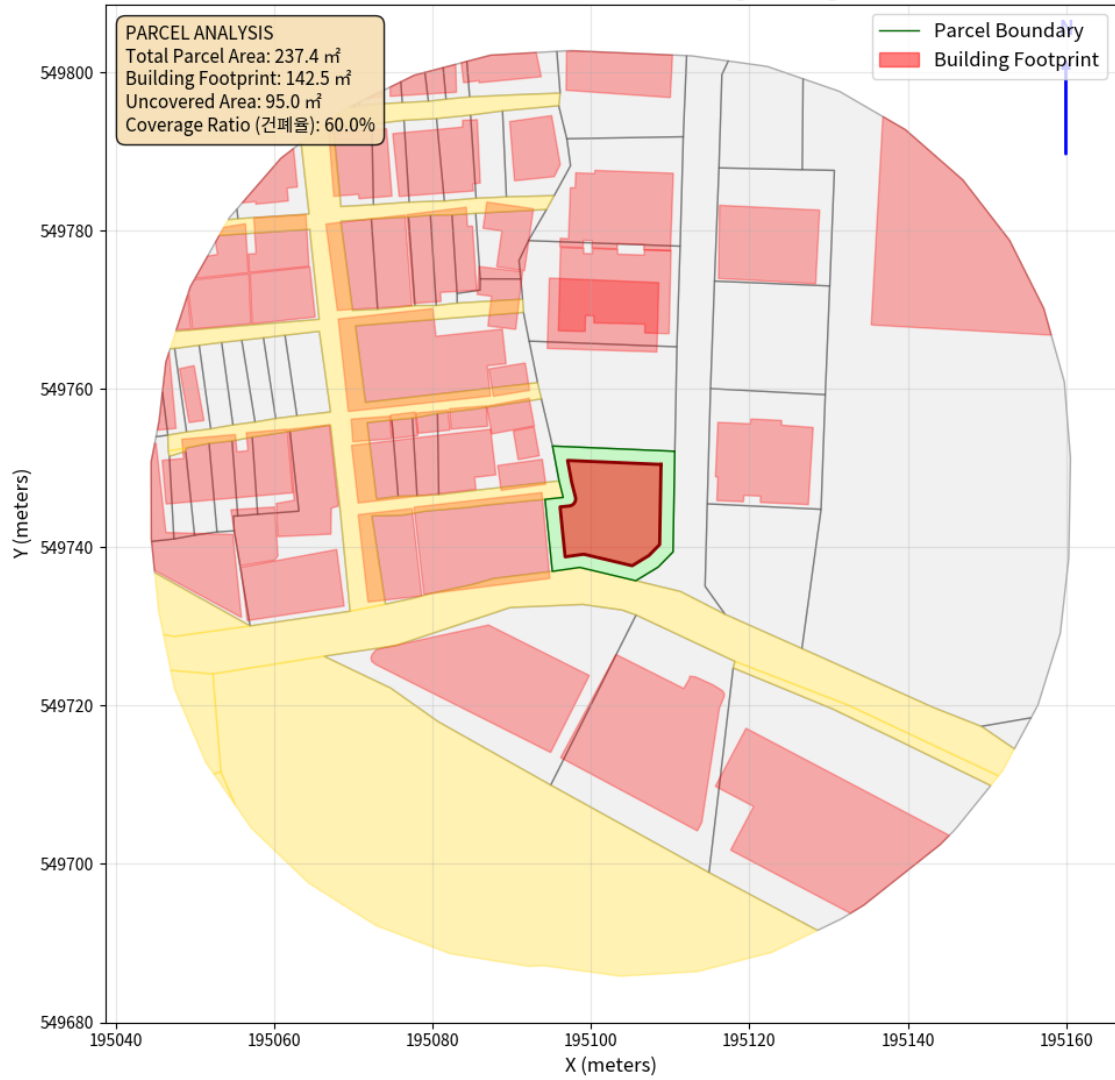 PARCEL ANALYSIS
Total Parcel Area: 237.4 ㎡
Building Footprint: 142.5 ㎡
Uncovered Area: 95.0 ㎡
Coverage Ratio (건폐율): 60.0%
Parcel Boundary
Building Footprint
N
549800
549780
549760
549740
549720
549700
549680
Y (meters)
195040
195060
195080
195100
195120
195140
195160
X (meters)